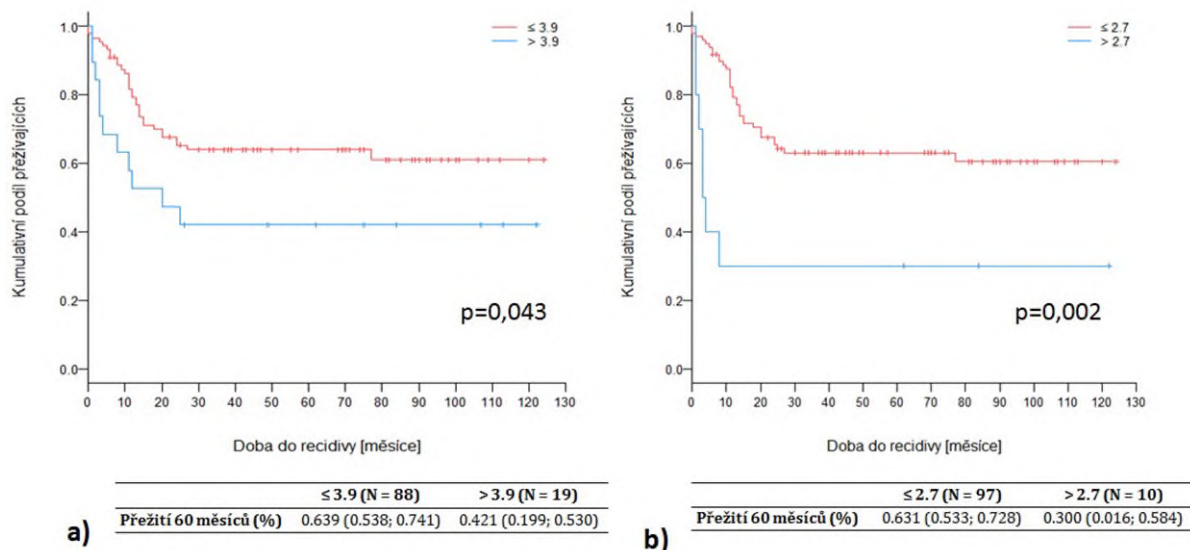 ≤ 3.9
> 3.9
1.0
0.8
0.6
0.4
0.2
0.0
Kumulativní podíl přežívajících
p=0,043
0 10 20 30 40 50 60 70 80 90 100 110 120 130
Doba do recidivy [měsíce]
≤ 3.9 (N = 88) > 3.9 (N = 19)
Přežití 60 měsíců (%) 0.639 (0.538; 0.741) 0.421 (0.199; 0.530)
a)
≤ 2.7
> 2.7
1.0
0.8
0.6
0.4
0.2
0.0
Kumulativní podíl přežívajících
p=0,002
0 10 20 30 40 50 60 70 80 90 100 110 120 130
Doba do recidivy [měsíce]
≤ 2.7 (N = 97) > 2.7 (N = 10)
Přežití 60 měsíců (%) 0.631 (0.533; 0.728) 0.300 (0.016; 0.584)
b)